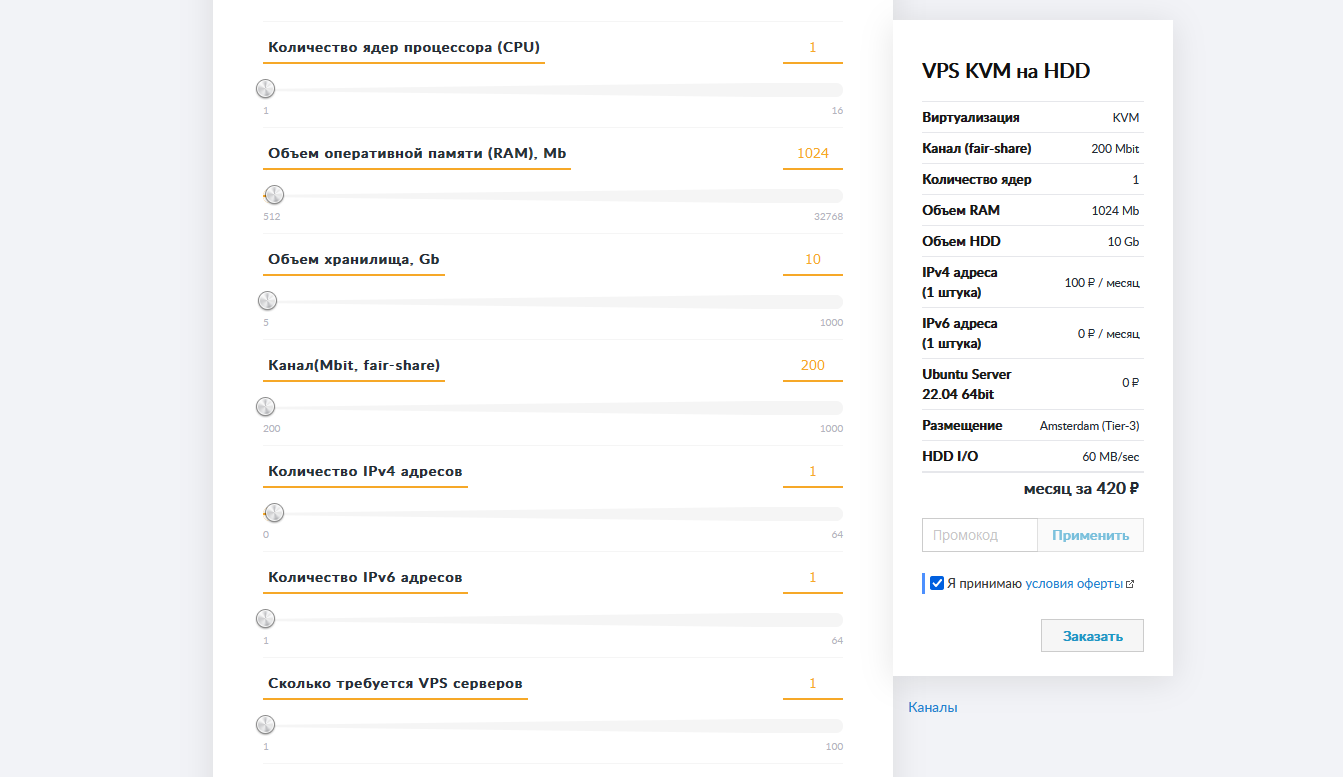 Количество ядер процессора (CPU) 1
1 16
Объем оперативной памяти (RAM), Mb 1024
512 32768
Объем хранилища, Gb 10
5 1000
Канал(Mbit, fair-share) 200
200 1000
Количество IPv4 адресов 1
0 64
Количество IPv6 адресов 1
1 64
Сколько требуется VPS серверов 1
1 100
VPS KVM на HDD
Виртуализация KVM
Канал (fair-share) 200 Mbit
Количество ядер 1
Объем RAM 1024 Mb
Объем HDD 10 Gb
IPv4 адреса
(1 штука) 100 ₽ / месяц
IPv6 адреса
(1 штука) 0 ₽ / месяц
Ubuntu Server
22.04 64bit 0 ₽
Размещение Amsterdam (Tier-3)
HDD I/O 60 MB/sec
месяц за 420 ₽
Промокод Применить
Я принимаю условия оферты
Заказать
Каналы